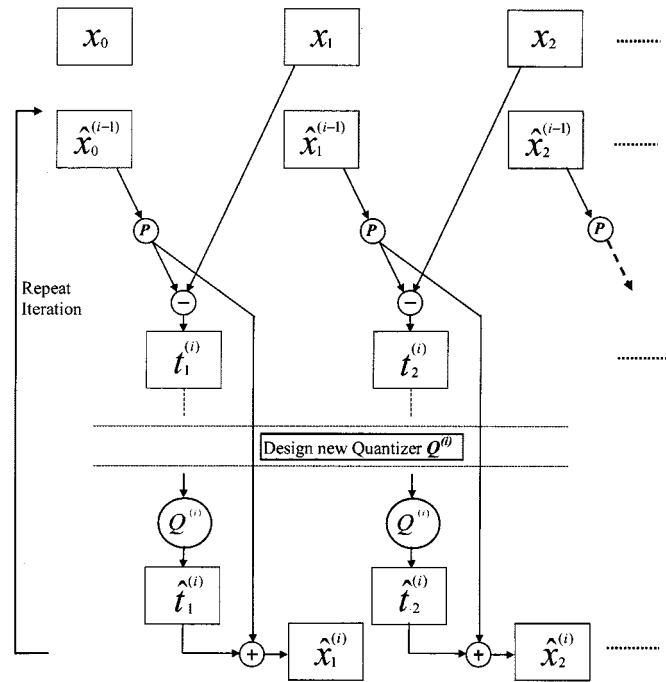 x₀ x₁ x₂
x̂₀⁽ⁱ⁻¹⁾ x̂₁⁽ⁱ⁻¹⁾ x̂₂⁽ⁱ⁻¹⁾
P P P
Repeat
Iteration
− −
t₁⁽ⁱ⁾ t₂⁽ⁱ⁾
Design new Quantizer Q⁽ⁱ⁾
Q⁽ⁱ⁾ Q⁽ⁱ⁾
t̂₁⁽ⁱ⁾ t̂₂⁽ⁱ⁾
+ x̂₁⁽ⁱ⁾ + x̂₂⁽ⁱ⁾